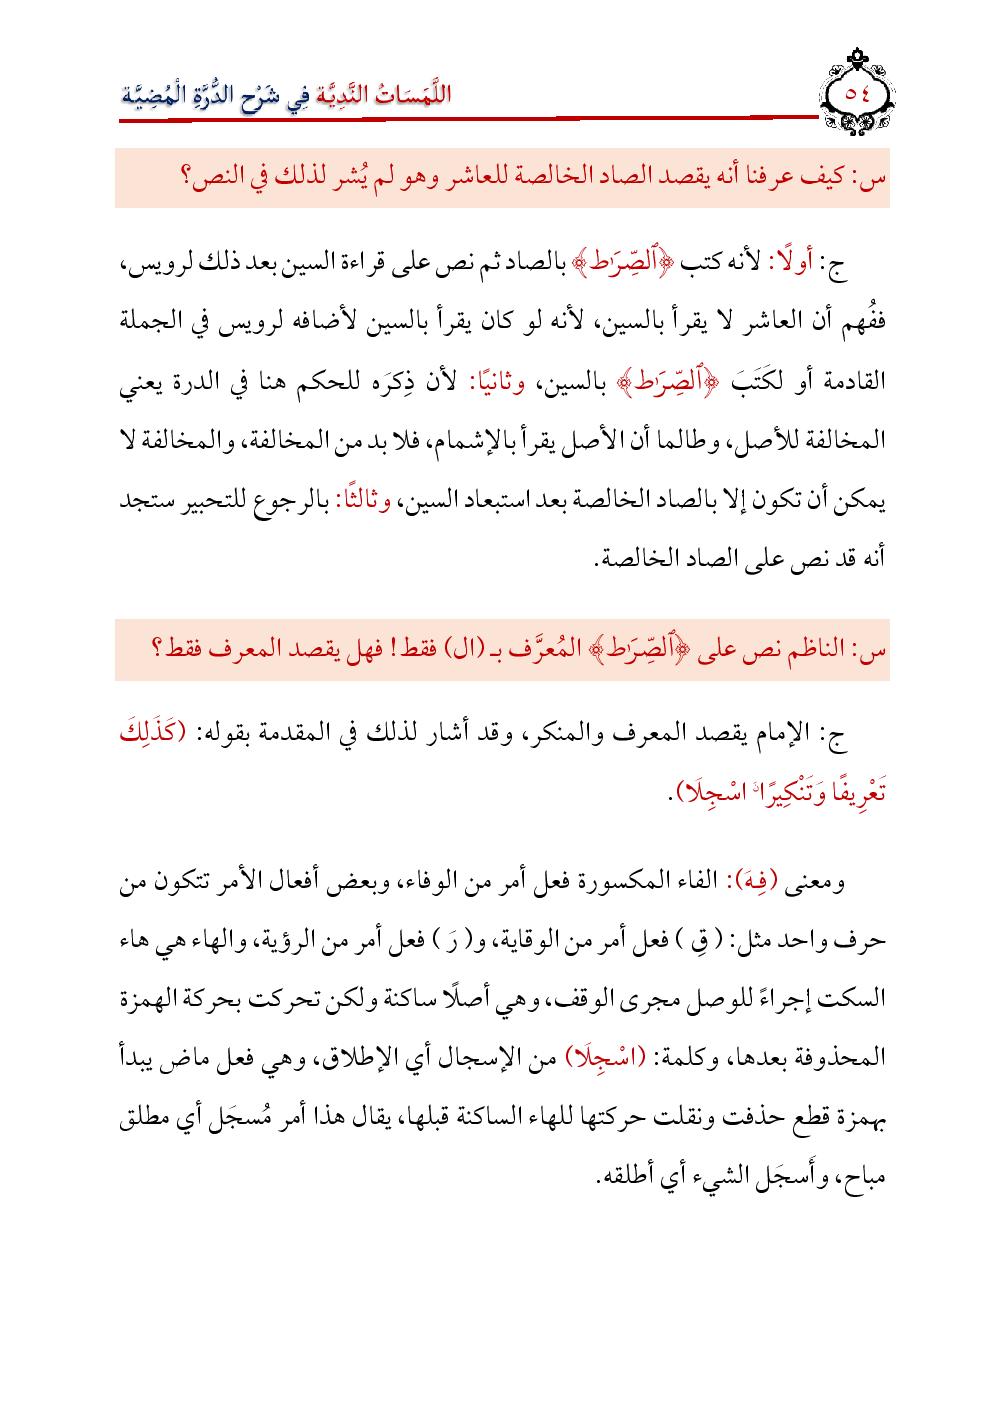 اللَّمَسَاتُ النَّدِيَّة فِي شَرْح الدُّرَّةِ الْمُضِيَّة
٥٤
س: كيف عرفنا أنه يقصد الصاد الخالصة للعاشر وهو لم يُشر لذلك في النص؟
ج: أولًا: لأنه كتب ﴿ٱلصِّرَٰط﴾ بالصاد ثم نص على قراءة السين بعد ذلك لرويس،
ففُهم أن العاشر لا يقرأ بالسين، لأنه لو كان يقرأ بالسين لأضافه لرويس في الجملة
القادمة أو لكَتَبَ ﴿ٱلصِّرَٰط﴾ بالسين، وثانيًا: لأن ذِكرَه للحكم هنا في الدرة يعني
المخالفة للأصل، وطالما أن الأصل يقرأ بالإشمام، فلا بد من المخالفة، والمخالفة لا
يمكن أن تكون إلا بالصاد الخالصة بعد استبعاد السين، وثالثًا: بالرجوع للتحبير ستجد
أنه قد نص على الصاد الخالصة.
س: الناظم نص على ﴿ٱلصِّرَٰط﴾ المُعرَّف بـ (ال) فقط! فهل يقصد المعرف فقط؟
ج: الإمام يقصد المعرف والمنكر، وقد أشار لذلك في المقدمة بقوله: (كَذَلِكَ
تَعْرِيفًا وَتَنْكِيرًا ۨ اسْجِلَا).
ومعنى (فِهَ): الفاء المكسورة فعل أمر من الوفاء، وبعض أفعال الأمر تتكون من
حرف واحد مثل: ( قِ ) فعل أمر من الوقاية، و( رَ ) فعل أمر من الرؤية، والهاء هي هاء
السكت إجراءً للوصل مجرى الوقف، وهي أصلًا ساكنة ولكن تحركت بحركة الهمزة
المحذوفة بعدها، وكلمة: (اسْجِلَا) من الإسجال أي الإطلاق، وهي فعل ماض يبدأ
بهمزة قطع حذفت ونقلت حركتها للهاء الساكنة قبلها، يقال هذا أمر مُسجَل أي مطلق
مباح، وأَسجَل الشيء أي أطلقه.